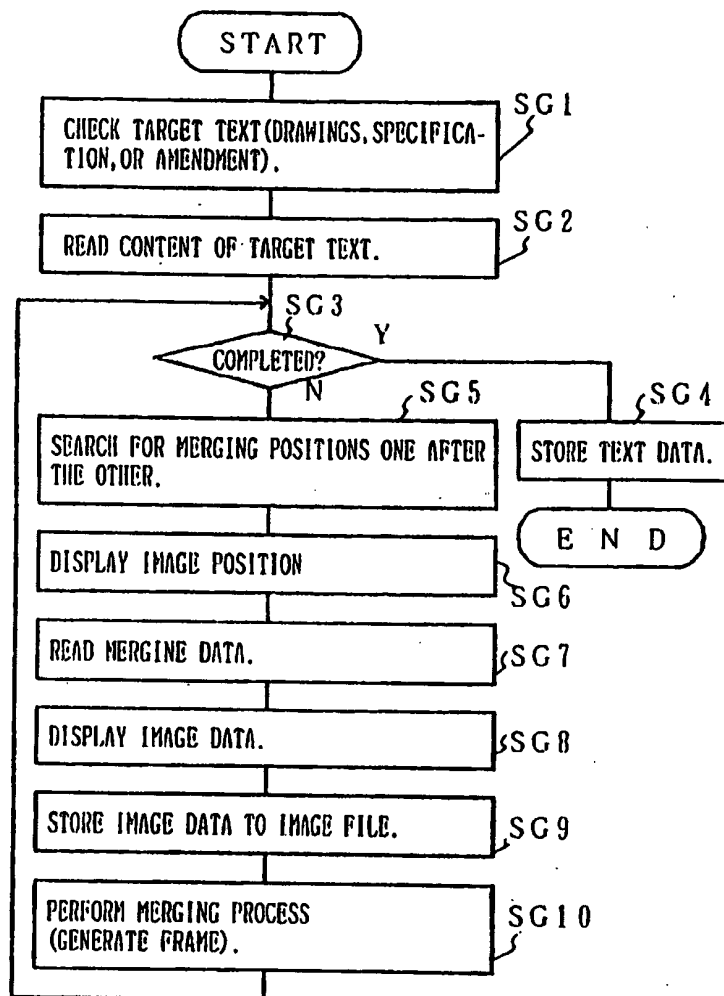 START
SG1
CHECK TARGET TEXT(DRAWINGS, SPECIFICA-
TION, OR AMENDMENT).
SG2
READ CONTENT OF TARGET TEXT.
SG3
COMPLETED?
Y
N
SG5
SEARCH FOR MERGING POSITIONS ONE AFTER
THE OTHER.
SG4
STORE TEXT DATA.
END
DISPLAY IMAGE POSITION
SG6
READ MERGINE DATA.
SG7
DISPLAY IMAGE DATA.
SG8
STORE IMAGE DATA TO IMAGE FILE.
SG9
PERFORM MERGING PROCESS
(GENERATE FRAME).
SG10